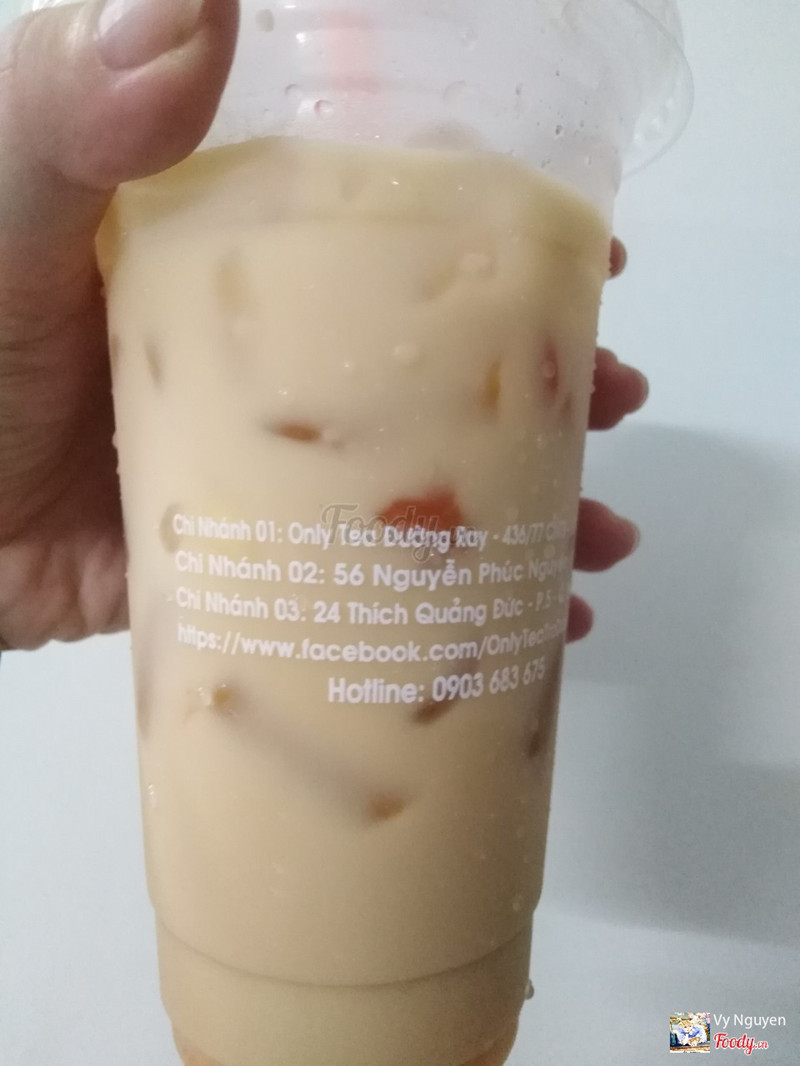 Chi Nhánh 01: Only Tea Đường Ray - 436/77
Chi Nhánh 02: 56 Nguyễn Phúc
Chi Nhánh 03: 24 Thích Quảng Đức - P.5 -
https://www.facebook.com/OnlyTea
Hotline: 0903 683 675
Foody.vn
Vy Nguyen
Foody.vn